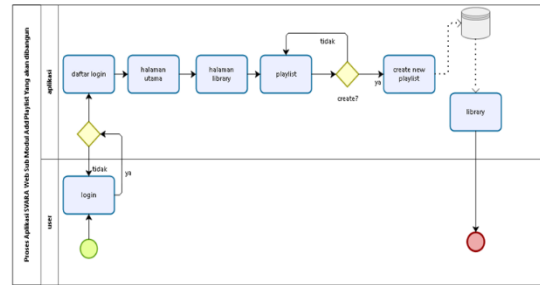 Proses Aplikasi SVARA Web Sub Modul Add Playlist Yang akan dibangun
aplikasi
daftar login
halaman
utama
halaman
library
playlist
tidak
create?
ya
create new
playlist
library
user
tidak
ya
login